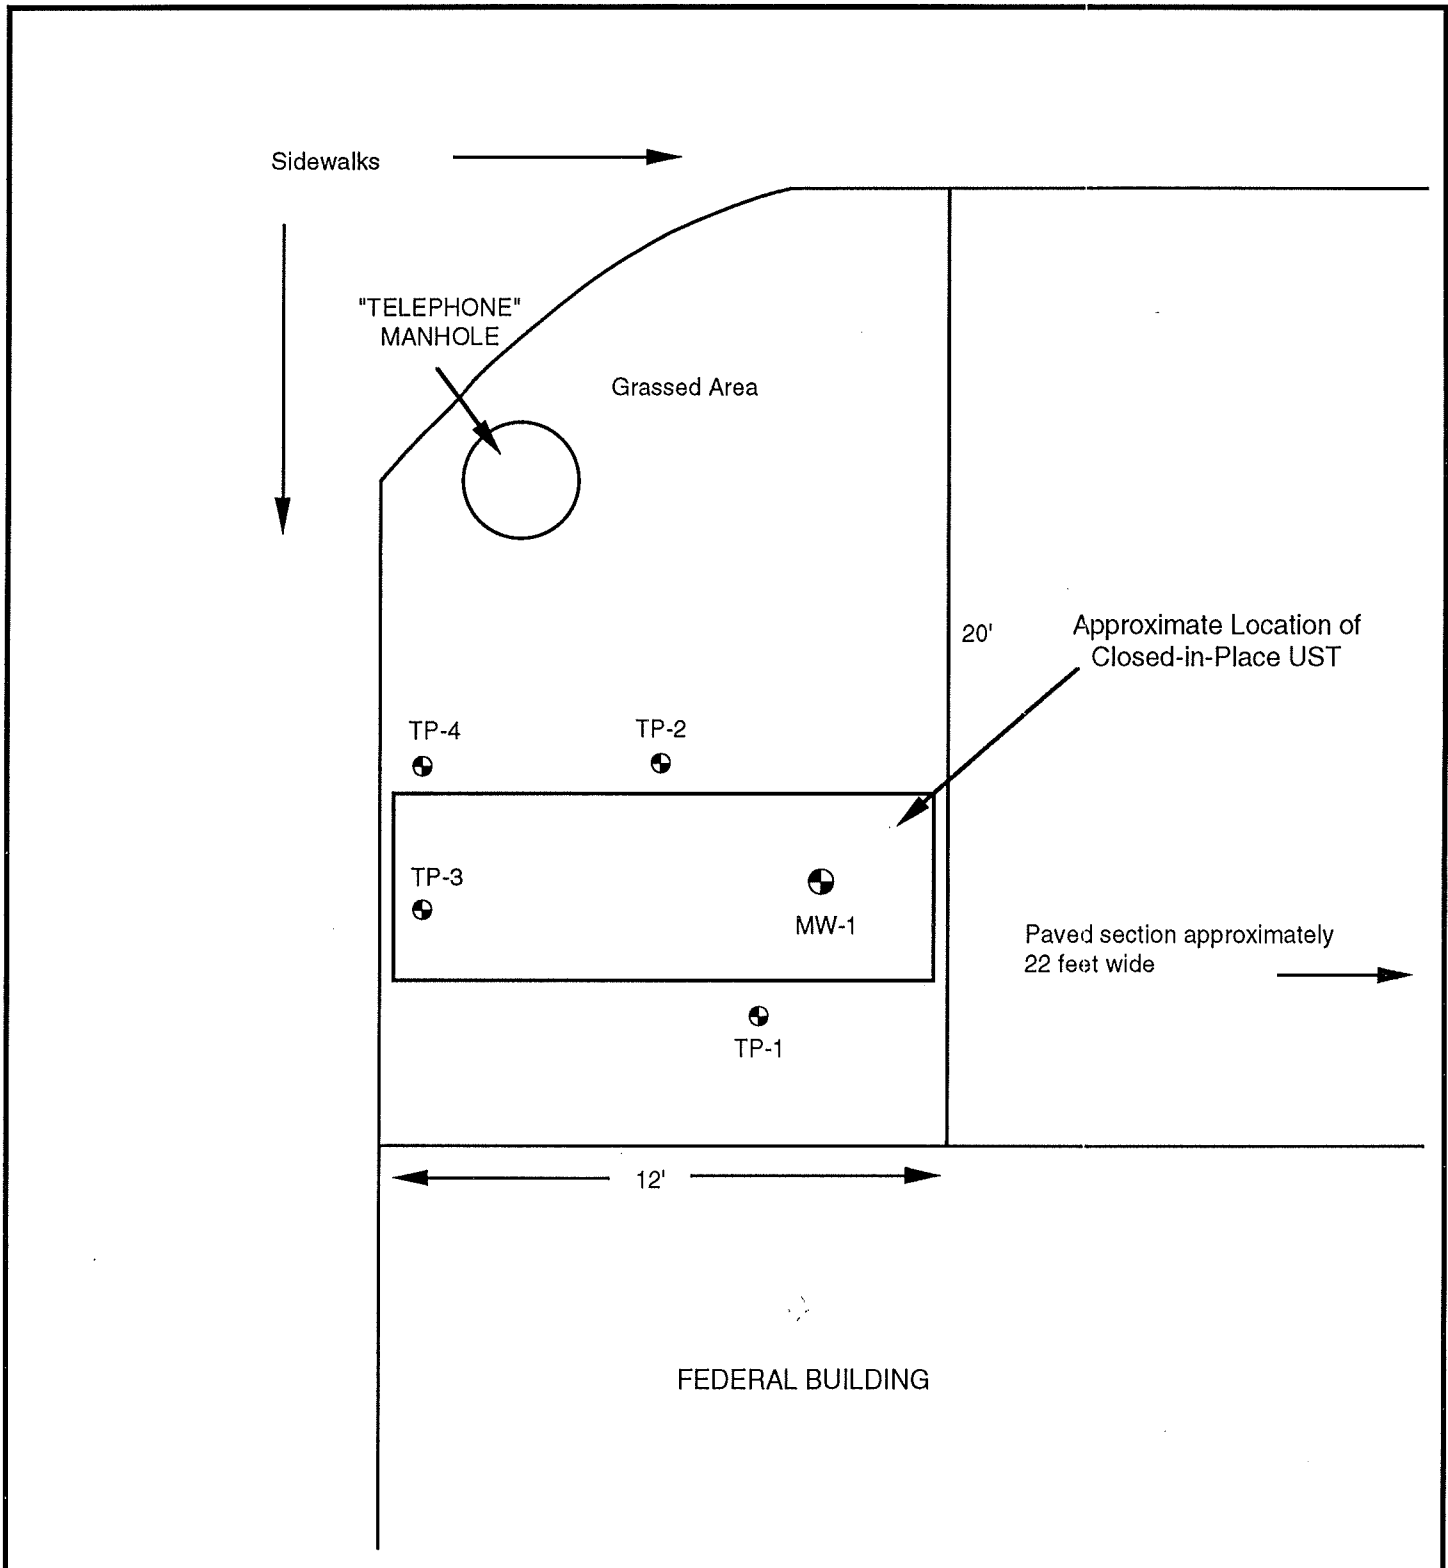 Sidewalks
"TELEPHONE"
MANHOLE
Grassed Area
20'
Approximate Location of
Closed-in-Place UST
TP-4
TP-2
TP-3
MW-1
Paved section approximately
22 feet wide
TP-1
12'
FEDERAL BUILDING